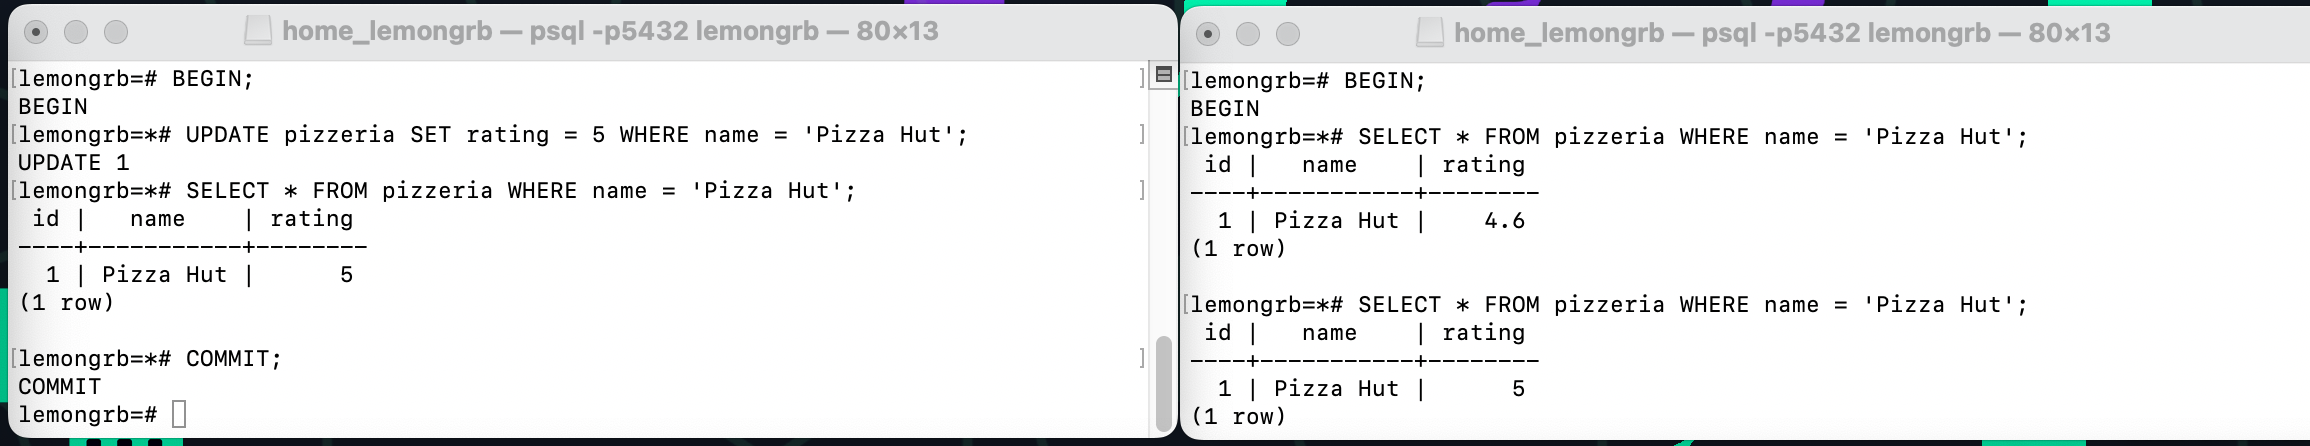 home_lemongrb — psql -p5432 lemongrb — 80×13
[lemongrb=# BEGIN; ]
BEGIN
[lemongrb=*# UPDATE pizzeria SET rating = 5 WHERE name = 'Pizza Hut'; ]
UPDATE 1
[lemongrb=*# SELECT * FROM pizzeria WHERE name = 'Pizza Hut'; ]
 id |   name    | rating
----+-----------+--------
  1 | Pizza Hut |      5
(1 row)
[lemongrb=*# COMMIT; ]
COMMIT
lemongrb=#
home_lemongrb — psql -p5432 lemongrb — 80×13
[lemongrb=# BEGIN;
BEGIN
[lemongrb=*# SELECT * FROM pizzeria WHERE name = 'Pizza Hut';
 id |   name    | rating
----+-----------+--------
  1 | Pizza Hut |    4.6
(1 row)
[lemongrb=*# SELECT * FROM pizzeria WHERE name = 'Pizza Hut';
 id |   name    | rating
----+-----------+--------
  1 | Pizza Hut |      5
(1 row)